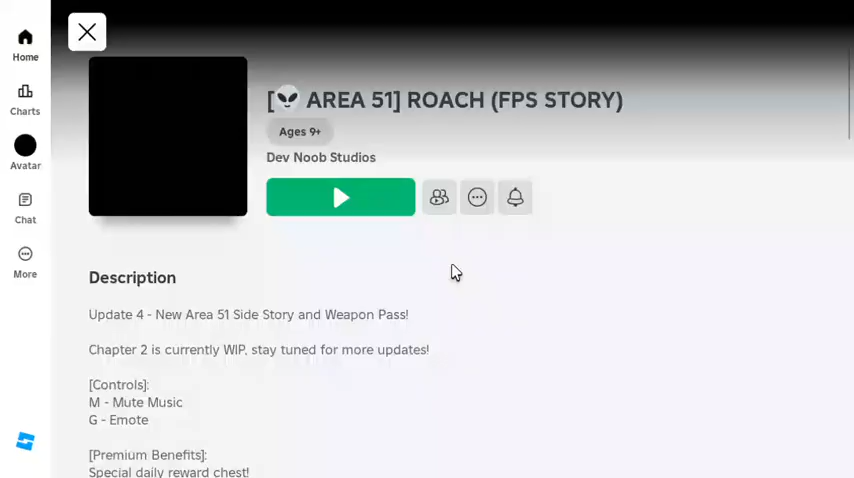 Home
Charts
Avatar
Chat
More
[👽 AREA 51] ROACH (FPS STORY)
Ages 9+
Dev Noob Studios
Description
Update 4 - New Area 51 Side Story and Weapon Pass!
Chapter 2 is currently WIP, stay tuned for more updates!
[Controls]:
M - Mute Music
G - Emote
[Premium Benefits]:
Special daily reward chest!